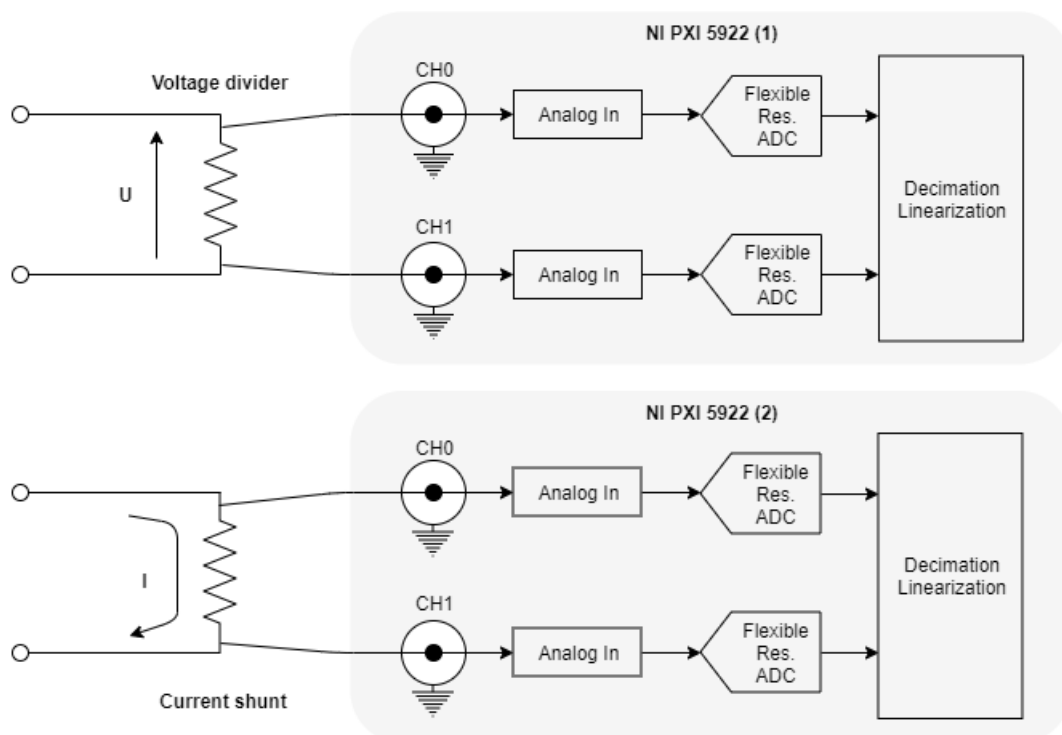 NI PXI 5922 (1)
Voltage divider
CH0
Analog In
Flexible
Res.
ADC
U
Decimation
Linearization
CH1
Analog In
Flexible
Res.
ADC
NI PXI 5922 (2)
CH0
Analog In
Flexible
Res.
ADC
I
Decimation
Linearization
CH1
Analog In
Flexible
Res.
ADC
Current shunt